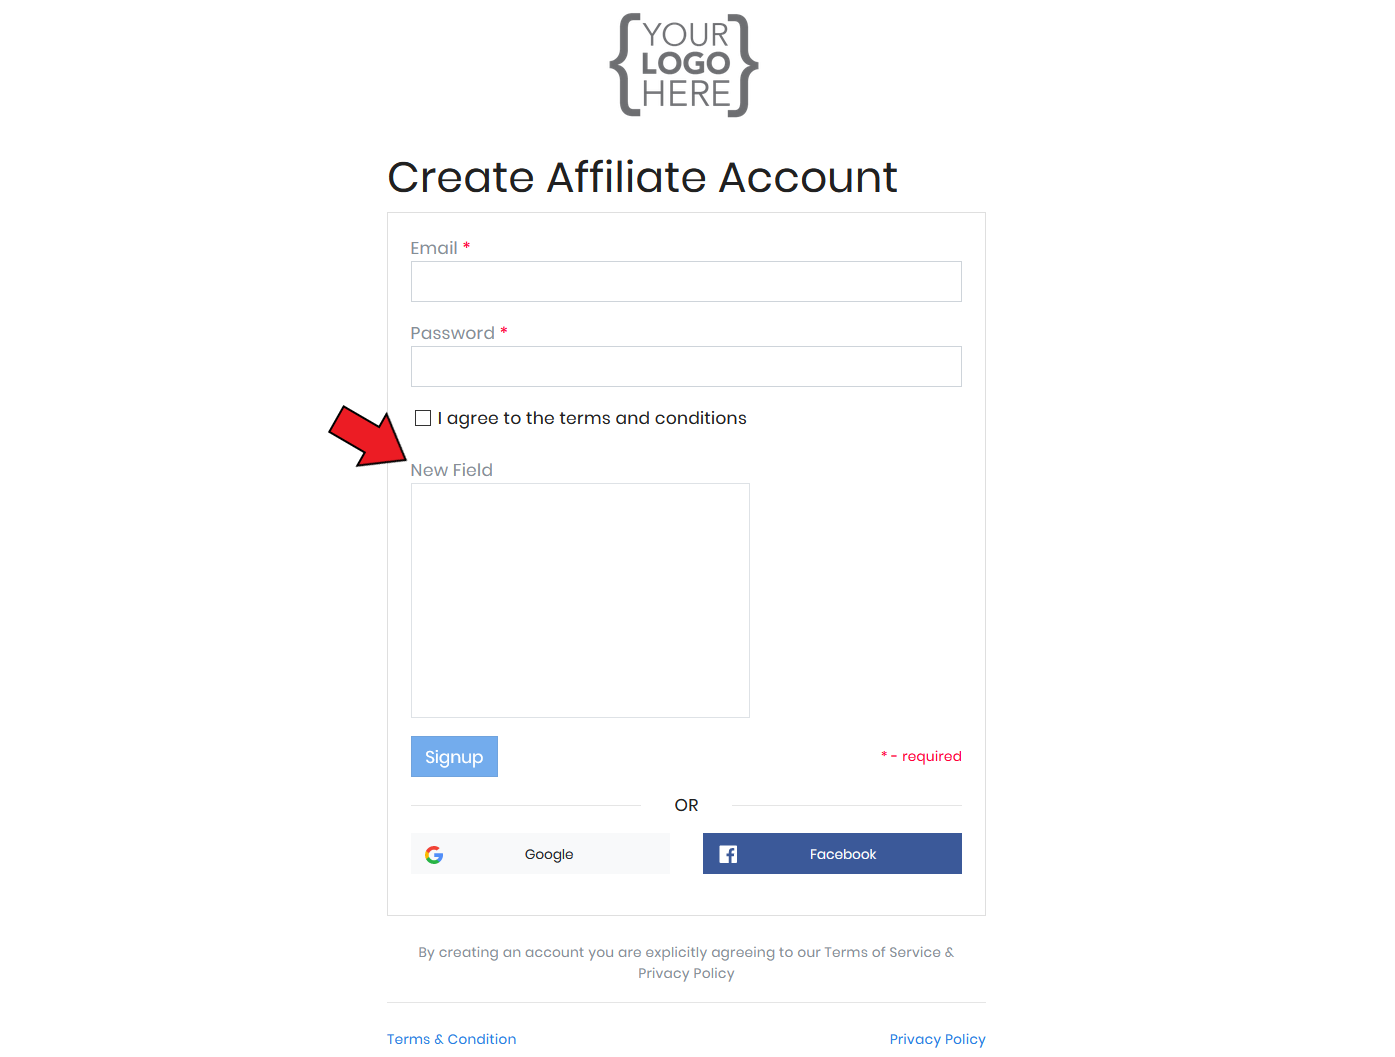 YOUR
LOGO
HERE
Create Affiliate Account
Email *
Password *
I agree to the terms and conditions
New Field
Signup
* - required
OR
Google
Facebook
By creating an account you are explicitly agreeing to our Terms of Service &
Privacy Policy
Terms & Condition
Privacy Policy